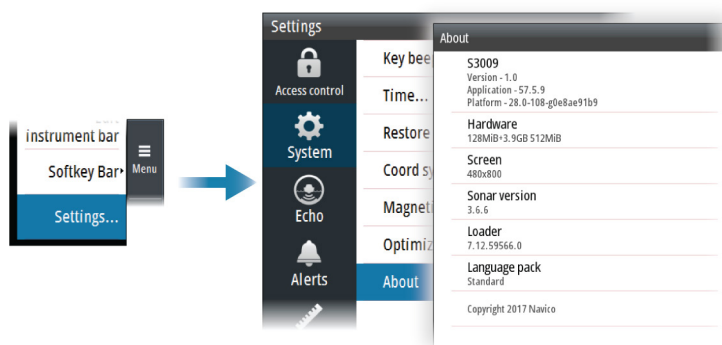 instrument bar
Softkey Bar
Settings...
Menu
Settings
Access control
System
Echo
Alerts
Key bee
Time...
Restore
Coord sy
Magneti
Optimiz
About
About
S3009
Version - 1.0
Application - 57.5.9
Platform - 28.0-108-g0e8ae91b9
Hardware
128MiB+3.9GB 512MiB
Screen
480x800
Sonar version
3.6.6
Loader
7.12.59566.0
Language pack
Standard
Copyright 2017 Navico